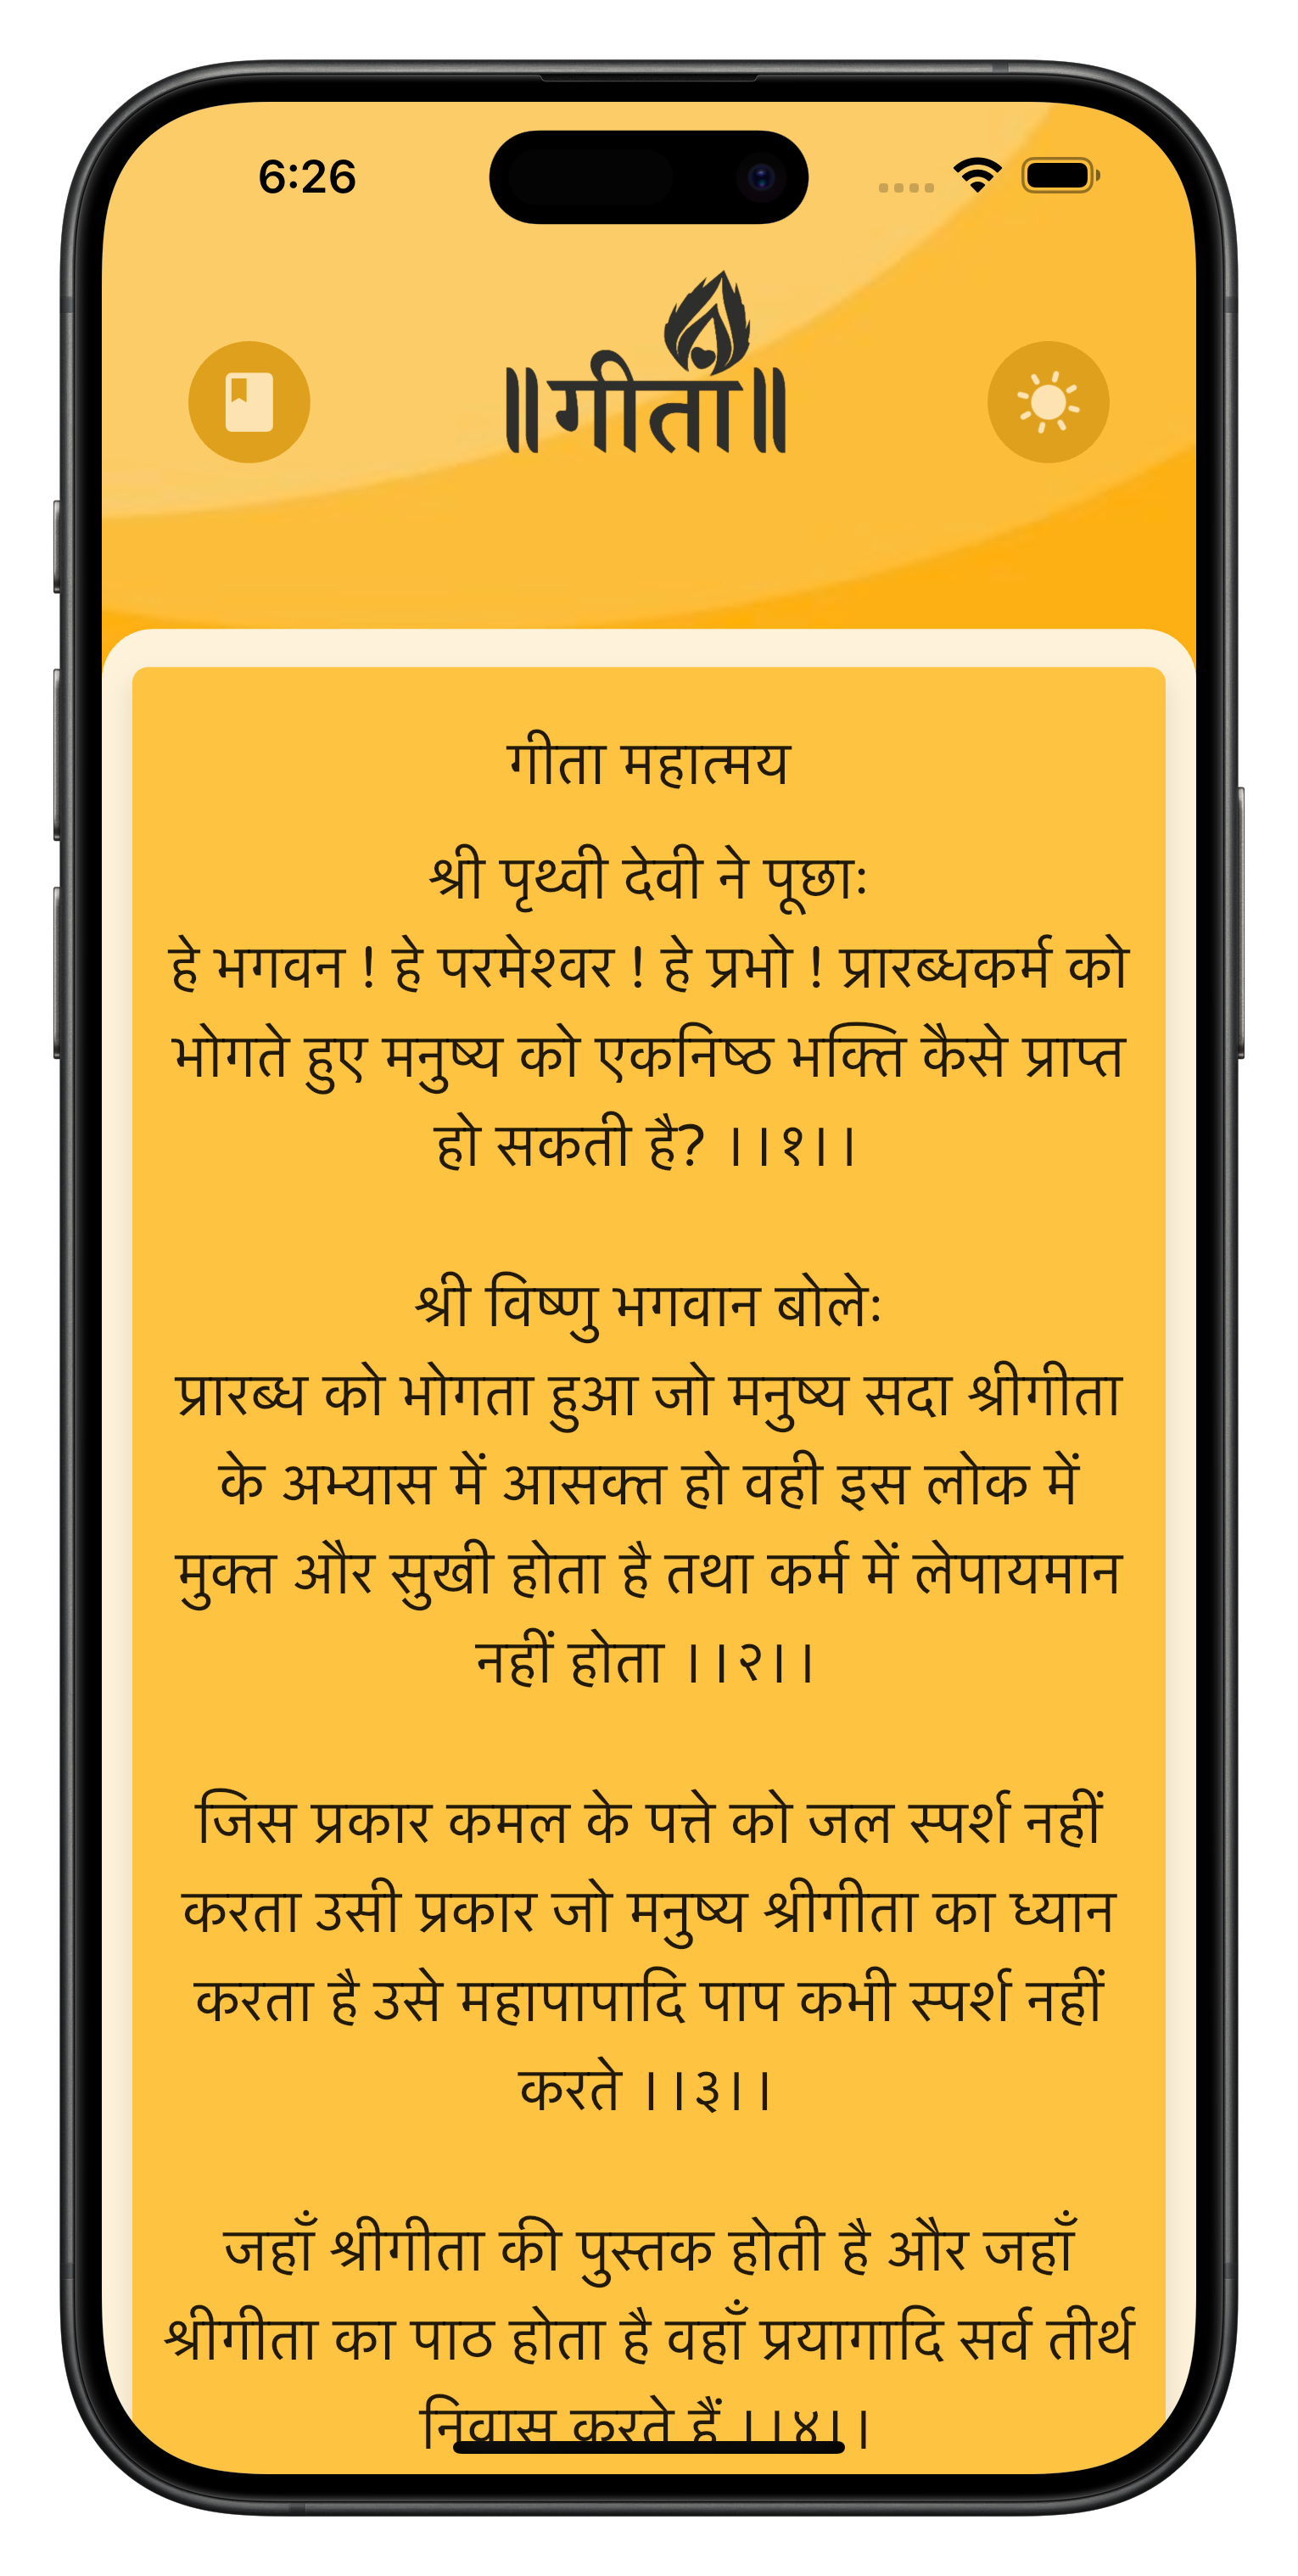 6:26
॥गीता॥
गीता महात्मय
श्री पृथ्वी देवी ने पूछाः
हे भगवन ! हे परमेश्वर ! हे प्रभो ! प्रारब्धकर्म को
भोगते हुए मनुष्य को एकनिष्ठ भक्ति कैसे प्राप्त
हो सकती है? ।।१।।
श्री विष्णु भगवान बोलेः
प्रारब्ध को भोगता हुआ जो मनुष्य सदा श्रीगीता
के अभ्यास में आसक्त हो वही इस लोक में
मुक्त और सुखी होता है तथा कर्म में लेपायमान
नहीं होता ।।२।।
जिस प्रकार कमल के पत्ते को जल स्पर्श नहीं
करता उसी प्रकार जो मनुष्य श्रीगीता का ध्यान
करता है उसे महापापादि पाप कभी स्पर्श नहीं
करते ।।३।।
जहाँ श्रीगीता की पुस्तक होती है और जहाँ
श्रीगीता का पाठ होता है वहाँ प्रयागादि सर्व तीर्थ
निवास करते हैं ।।४।।